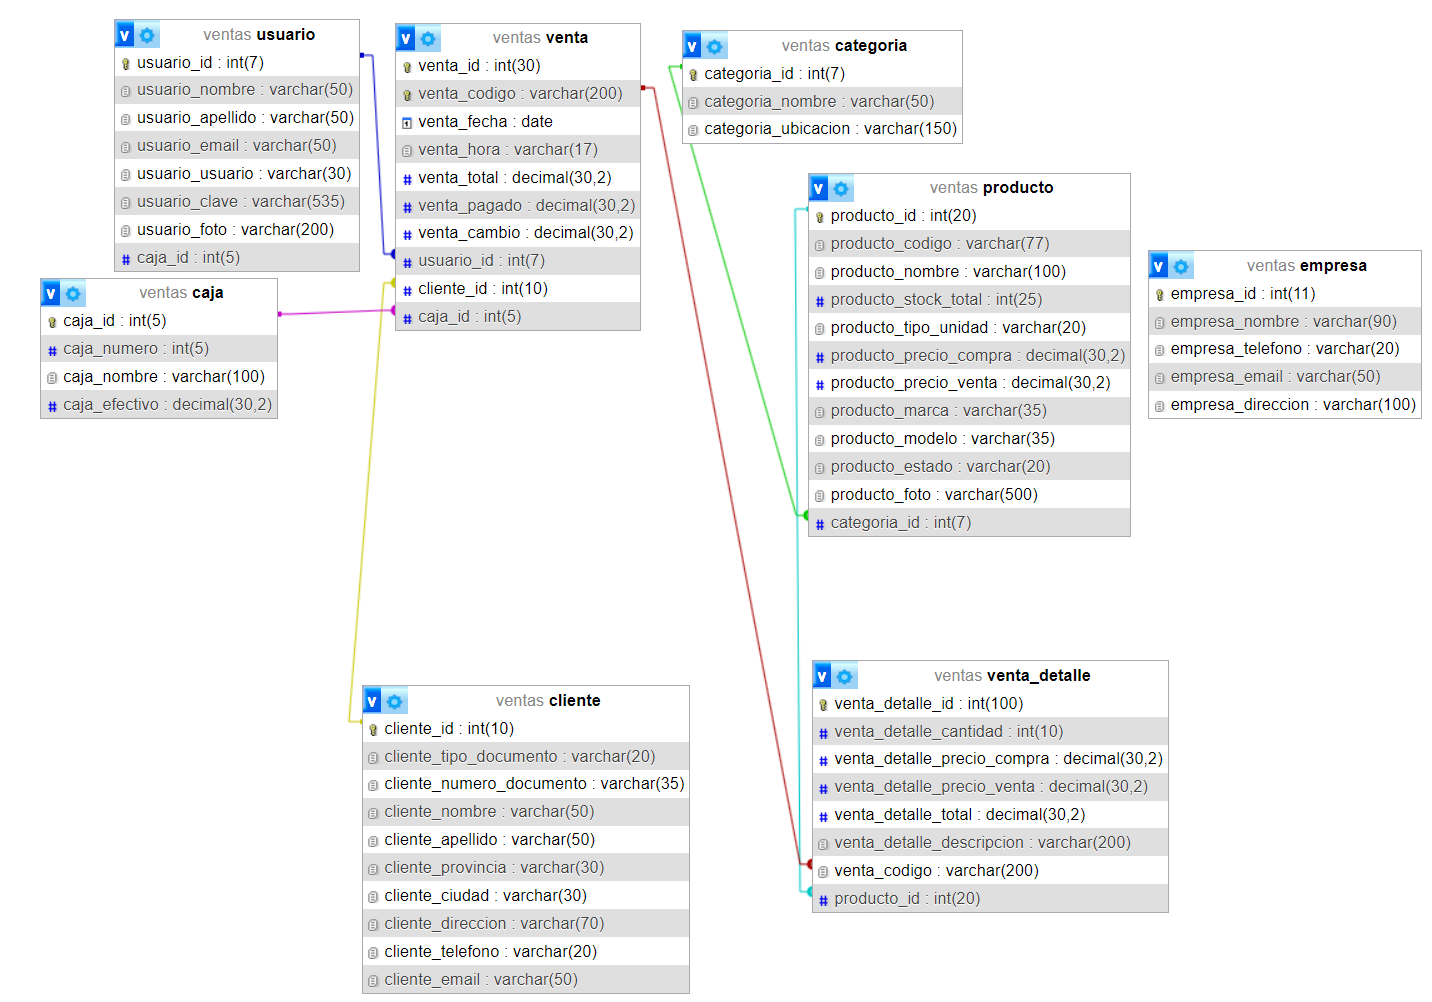 v ventas usuario
usuario_id : int(7)
usuario_nombre : varchar(50)
usuario_apellido : varchar(50)
usuario_email : varchar(50)
usuario_usuario : varchar(30)
usuario_clave : varchar(535)
usuario_foto : varchar(200)
# caja_id : int(5)
v ventas caja
caja_id : int(5)
# caja_numero : int(5)
caja_nombre : varchar(100)
# caja_efectivo : decimal(30,2)
v ventas venta
venta_id : int(30)
venta_codigo : varchar(200)
venta_fecha : date
venta_hora : varchar(17)
# venta_total : decimal(30,2)
# venta_pagado : decimal(30,2)
# venta_cambio : decimal(30,2)
# usuario_id : int(7)
# cliente_id : int(10)
# caja_id : int(5)
v ventas categoria
categoria_id : int(7)
categoria_nombre : varchar(50)
categoria_ubicacion : varchar(150)
v ventas producto
producto_id : int(20)
producto_codigo : varchar(77)
producto_nombre : varchar(100)
# producto_stock_total : int(25)
producto_tipo_unidad : varchar(20)
# producto_precio_compra : decimal(30,2)
# producto_precio_venta : decimal(30,2)
producto_marca : varchar(35)
producto_modelo : varchar(35)
producto_estado : varchar(20)
producto_foto : varchar(500)
# categoria_id : int(7)
v ventas empresa
empresa_id : int(11)
empresa_nombre : varchar(90)
empresa_telefono : varchar(20)
empresa_email : varchar(50)
empresa_direccion : varchar(100)
v ventas cliente
cliente_id : int(10)
cliente_tipo_documento : varchar(20)
cliente_numero_documento : varchar(35)
cliente_nombre : varchar(50)
cliente_apellido : varchar(50)
cliente_provincia : varchar(30)
cliente_ciudad : varchar(30)
cliente_direccion : varchar(70)
cliente_telefono : varchar(20)
cliente_email : varchar(50)
v ventas venta_detalle
venta_detalle_id : int(100)
# venta_detalle_cantidad : int(10)
# venta_detalle_precio_compra : decimal(30,2)
# venta_detalle_precio_venta : decimal(30,2)
# venta_detalle_total : decimal(30,2)
venta_detalle_descripcion : varchar(200)
venta_codigo : varchar(200)
# producto_id : int(20)